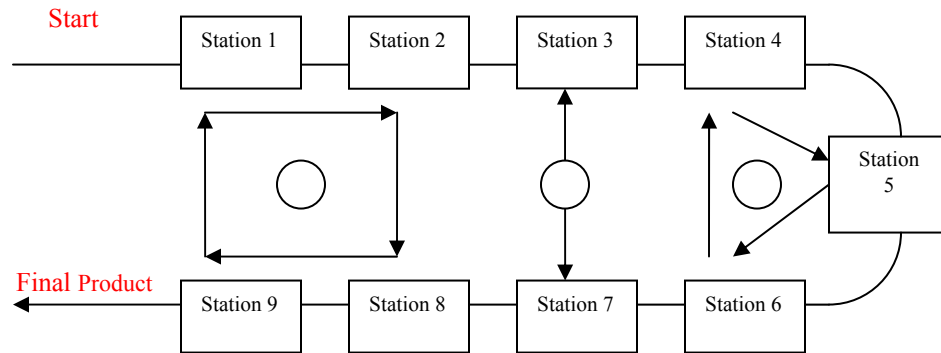 Start
Station 1
Station 2
Station 3
Station 4
Station
5
Final Product
Station 9
Station 8
Station 7
Station 6